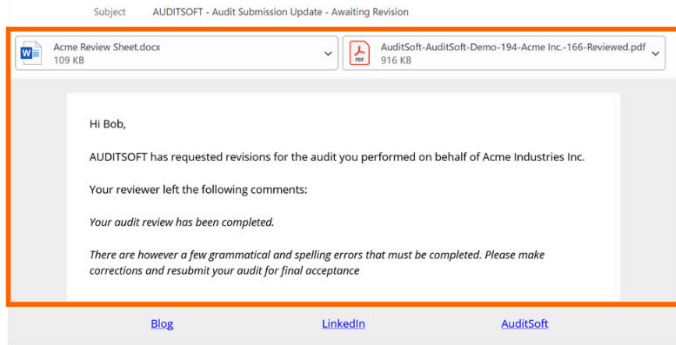 Subject AUDITSOFT - Audit Submission Update - Awaiting Revision
Acme Review Sheet.docx
109 KB
AuditSoft-AuditSoft-Demo-194-Acme Inc.-166-Reviewed.pdf
916 KB
Hi Bob,
AUDITSOFT has requested revisions for the audit you performed on behalf of Acme Industries Inc.
Your reviewer left the following comments:
Your audit review has been completed.
There are however a few grammatical and spelling errors that must be completed. Please make
corrections and resubmit your audit for final acceptance
Blog LinkedIn AuditSoft